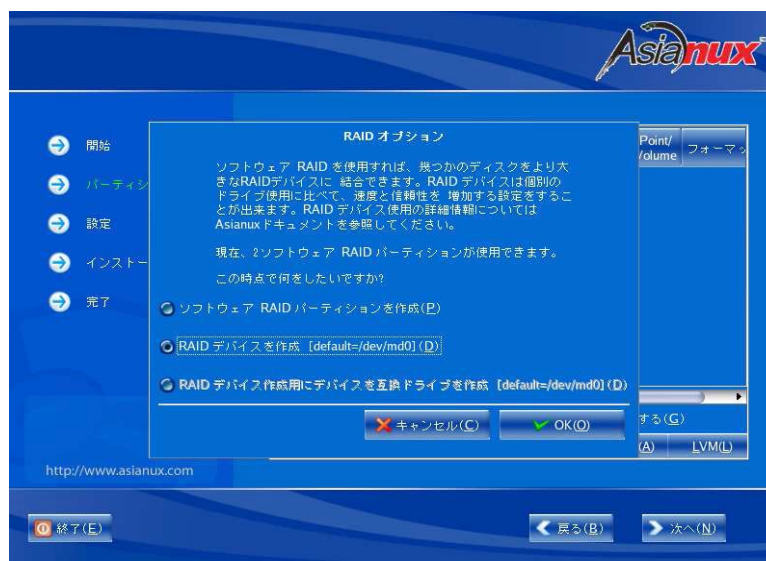 Asianux
開始
パーティシ
設定
インストー
完了
Point/
Volume
フォーマッ
RAID オプション
ソフトウェア RAID を使用すれば、幾つかのディスクをより大
きなRAIDデバイスに 結合できます。RAID デバイスは個別の
ドライブ使用に比べて、速度と信頼性を 増加する設定をするこ
とが出来ます。RAID デバイス使用の詳細情報については
Asianuxドキュメントを参照してください。
現在、2ソフトウェア RAID パーティションが使用できます。
この時点で何をしたいですか?
ソフトウェア RAID パーティションを作成(P)
RAID デバイスを作成 [default=/dev/md0] (D)
RAID デバイス作成用にデバイスを互換ドライブを作成 [default=/dev/md0] (D)
キャンセル(C)
OK(O)
する(G)
(A)
LVM(L)
http://www.asianux.com
終了(E)
戻る(B)
次へ(N)